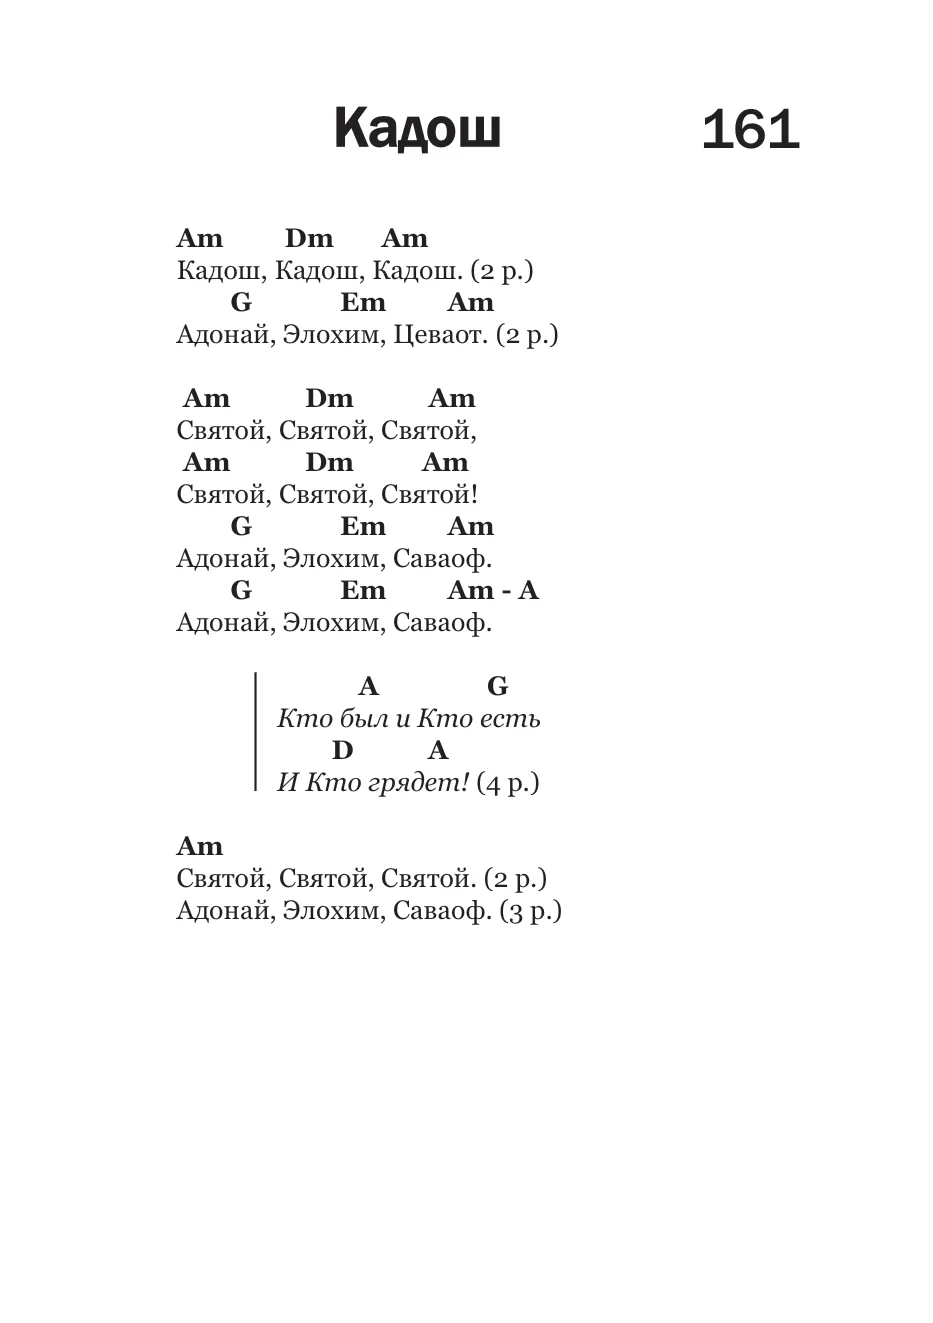 Кадош 161
Am Dm Am
Кадош, Кадош, Кадош. (2 р.)
G Em Am
Адонай, Элохим, Цеваот. (2 р.)
Am Dm Am
Святой, Святой, Святой,
Am Dm Am
Святой, Святой, Святой!
G Em Am
Адонай, Элохим, Саваоф.
G Em Am - A
Адонай, Элохим, Саваоф.
A G
Кто был и Кто есть
D A
И Кто грядет! (4 р.)
Am
Святой, Святой, Святой. (2 р.)
Адонай, Элохим, Саваоф. (3 р.)